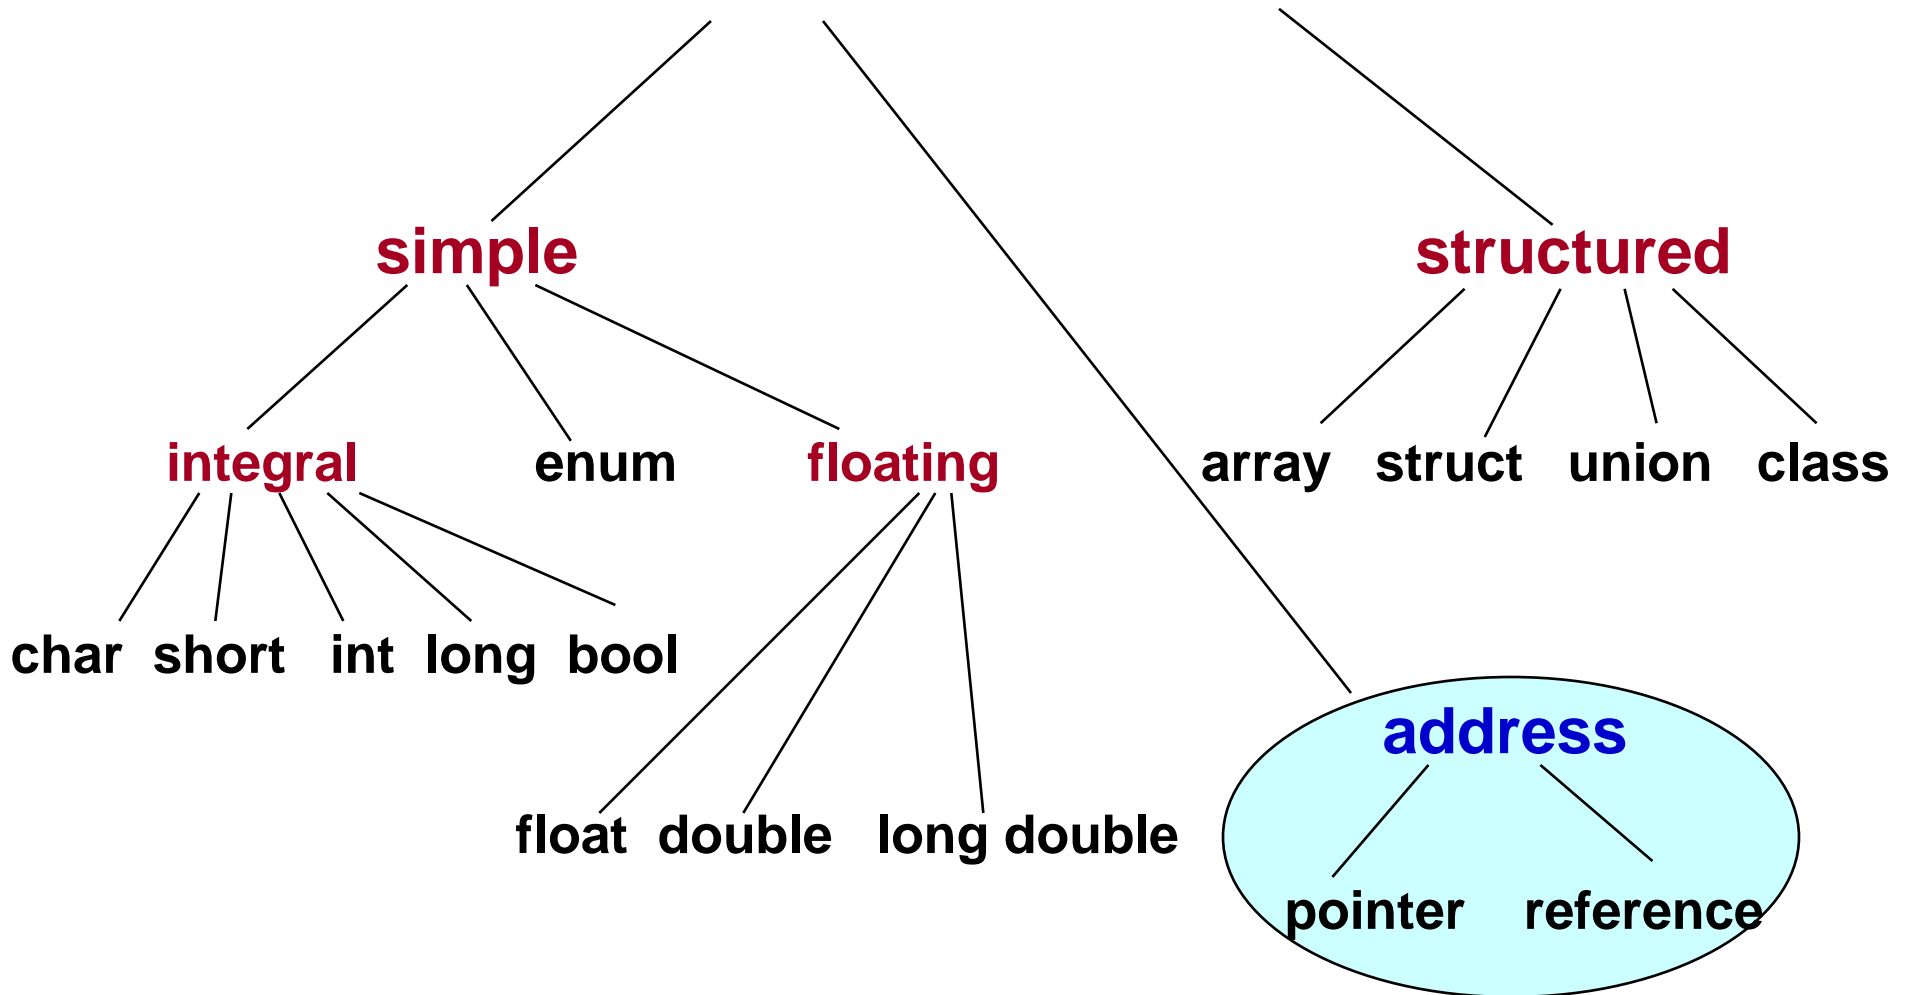 simple structured
integral enum floating array struct union class
char short int long bool
address
float double long double
pointer reference